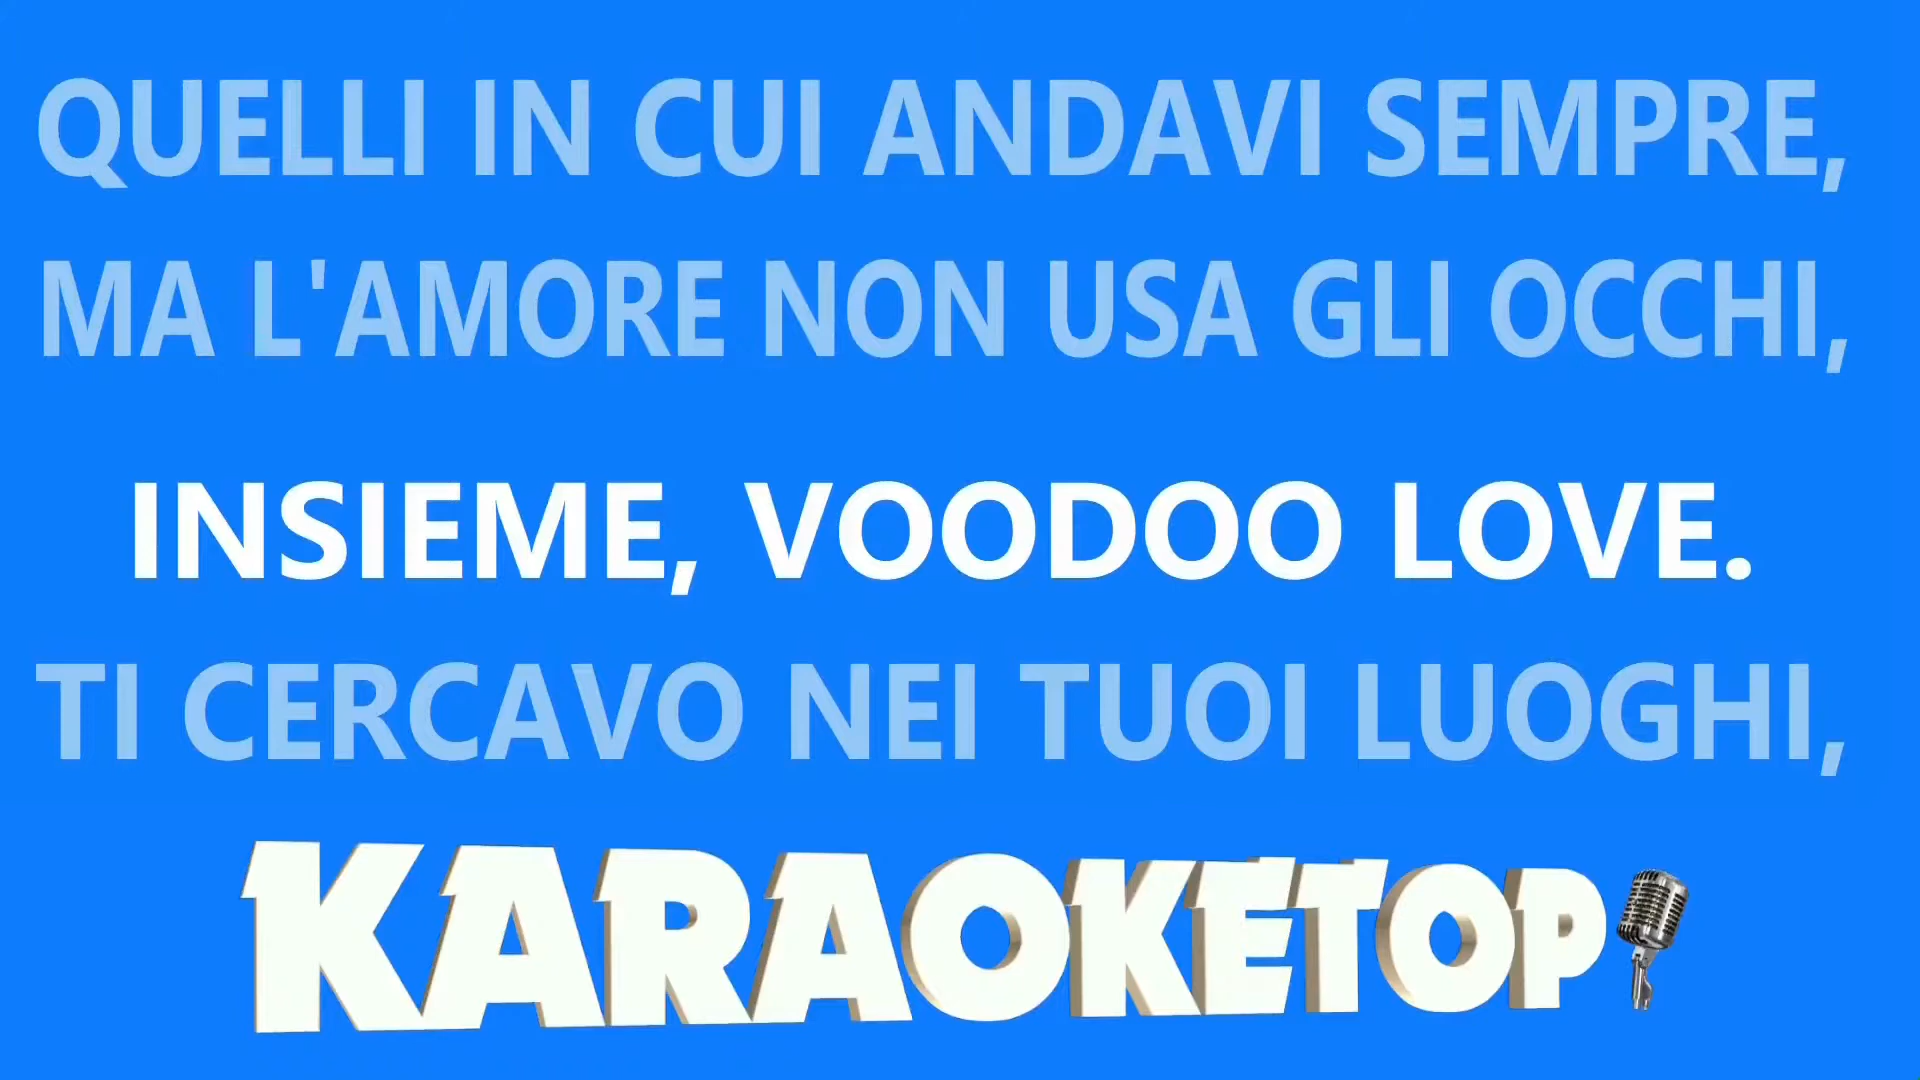 QUELLI IN CUI ANDAVI SEMPRE,
MA L'AMORE NON USA GLI OCCHI,
INSIEME, VOODOO LOVE.
TI CERCAVO NEI TUOI LUOGHI,
KARAOKETOP